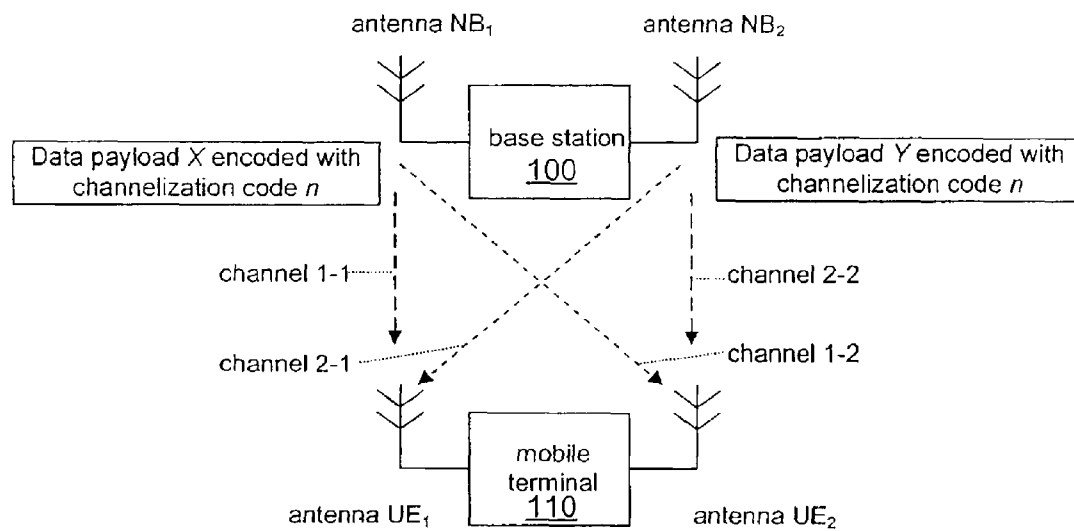 antenna NB₁
antenna NB₂
base station
100
Data payload X encoded with
channelization code n
Data payload Y encoded with
channelization code n
channel 1-1
channel 2-2
channel 2-1
channel 1-2
mobile
terminal
110
antenna UE₁
antenna UE₂